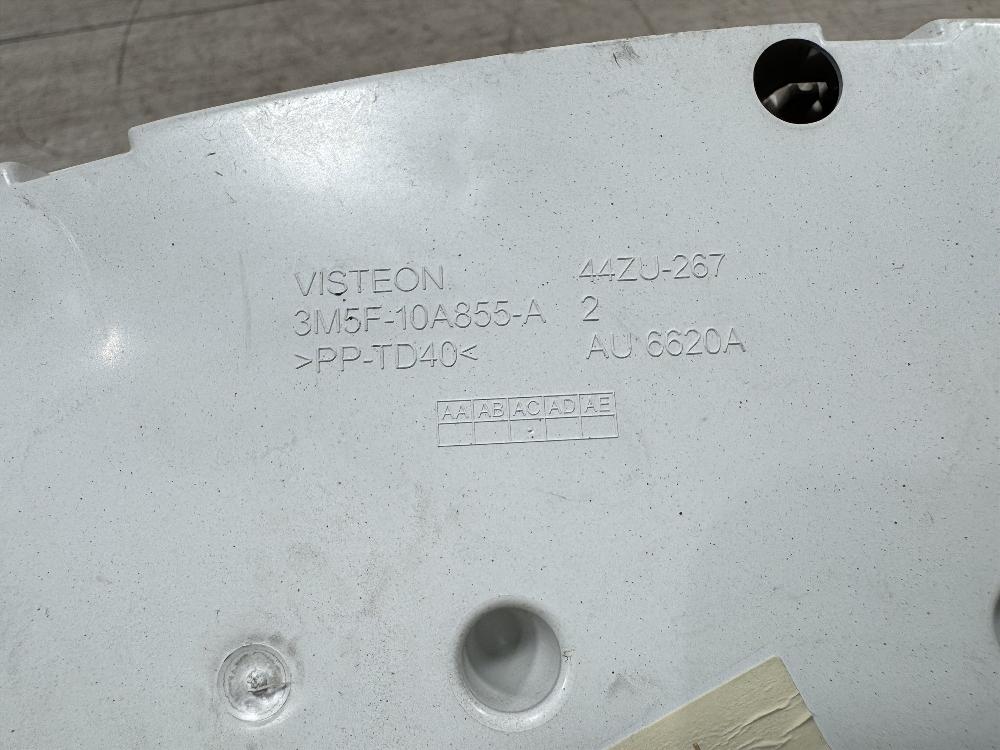 VISTEON 44ZU-267
3M5F-10A855-A 2
>PP-TD40< AU 6620A
AA AB AC AD AE